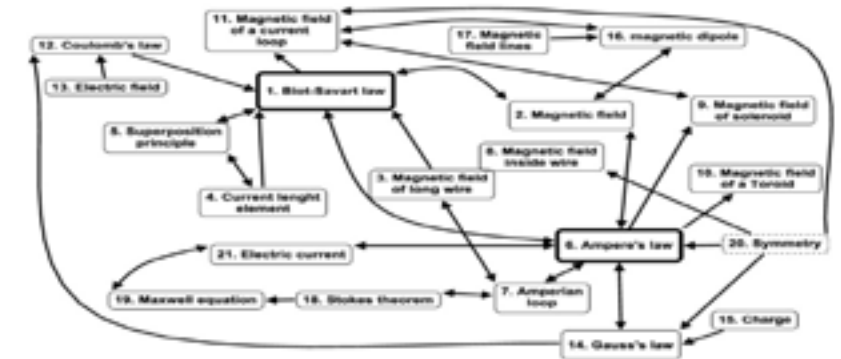 11. Magnetic field
of a current
loop
17. Magnetic
field lines
16. magnetic dipole
12. Coulomb's law
13. Electric field
1. Biot-Savart law
2. Magnetic field
9. Magnetic field
of solenoid
5. Superposition
principle
8. Magnetic field
inside wire
3. Magnetic field
of long wire
10. Magnetic field
of a Toroid
4. Current lenght
element
6. Ampere's law
20. Symmetry
21. Electric current
19. Maxwell equation
18. Stokes theorem
7. Amperian
loop
15. Charge
14. Gauss's law